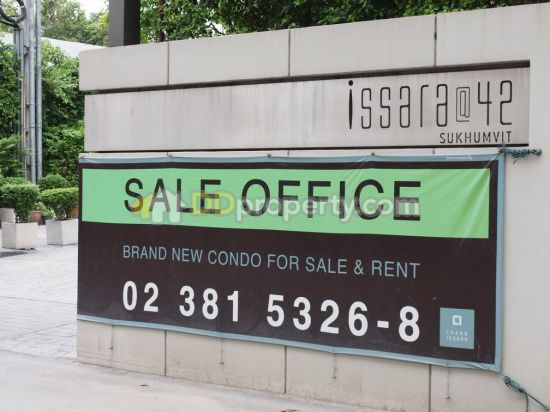 issara@42
SUKHUMVIT
SALE OFFICE
DDproperty.com
BRAND NEW CONDO FOR SALE & RENT
02 381 5326-8
CHARN
ISSARA